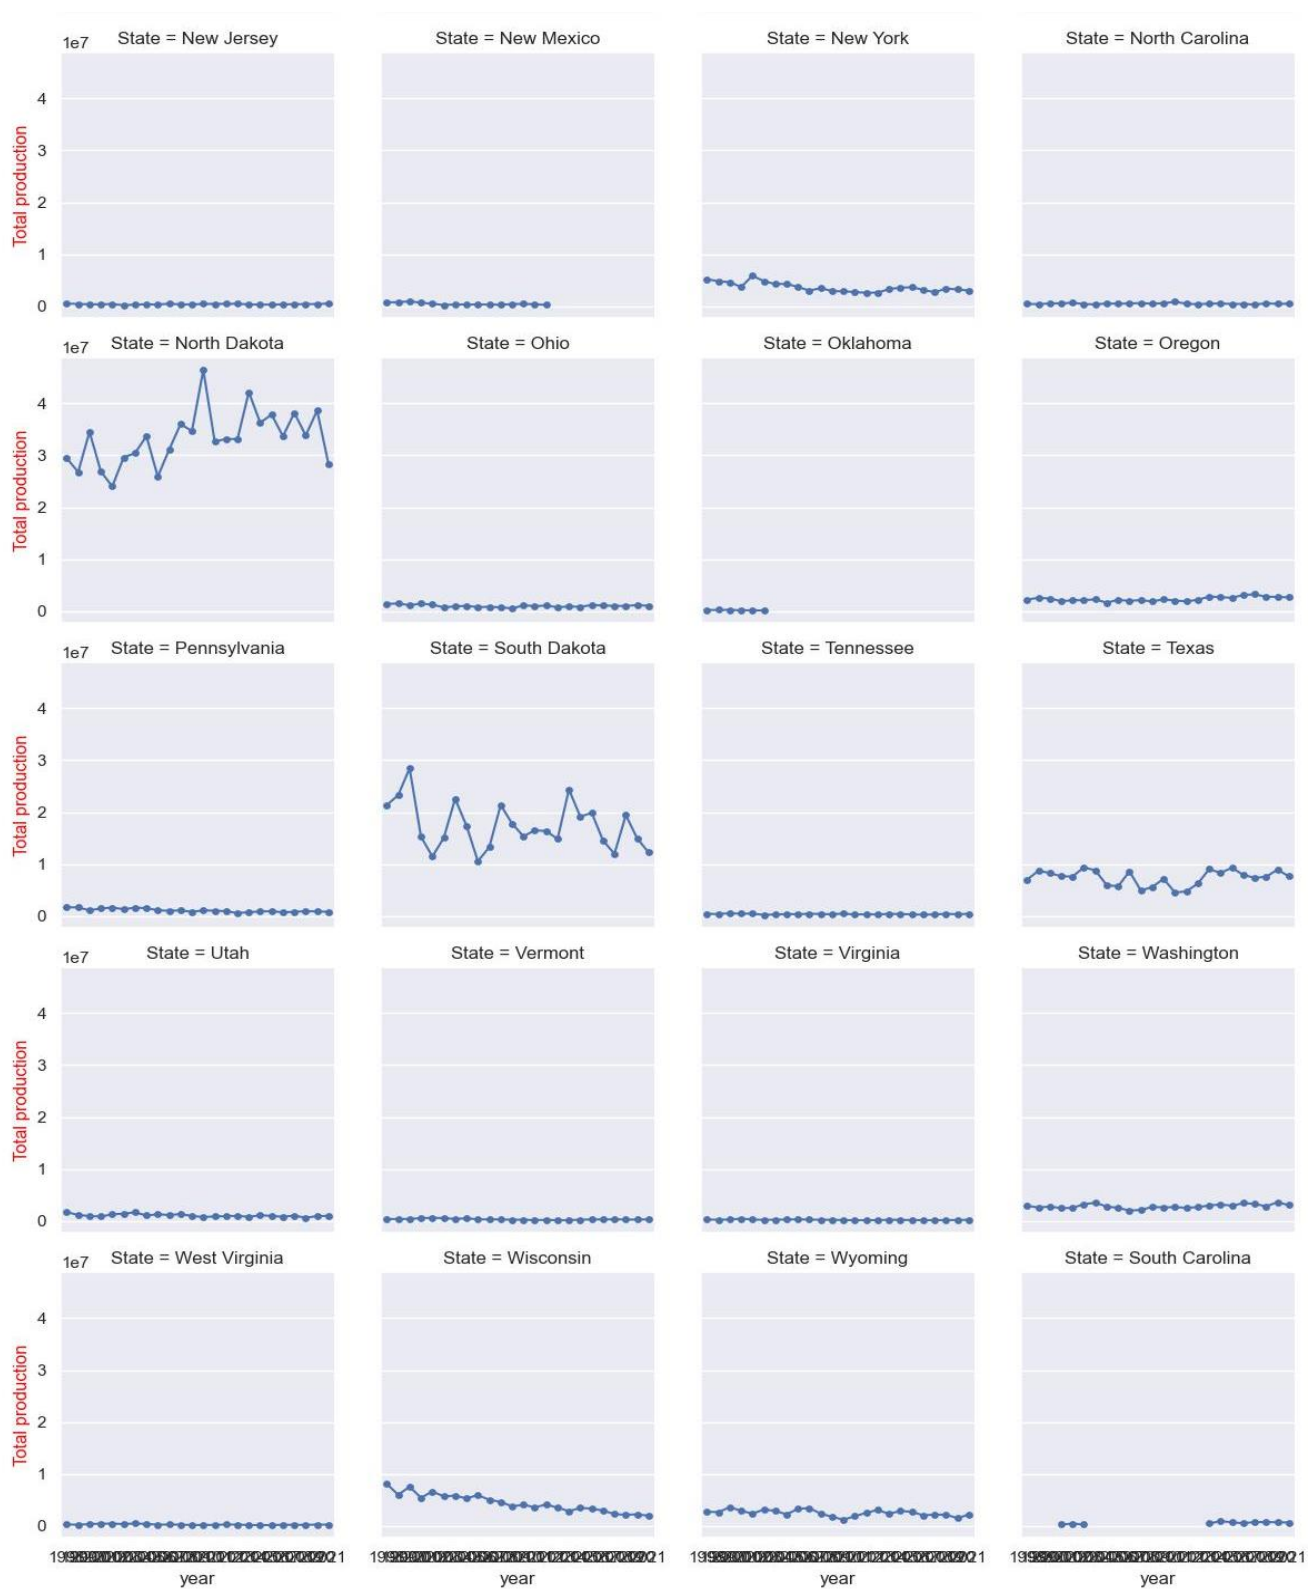 1e7
State = New Jersey
State = New Mexico
State = New York
State = North Carolina
Total production
4
3
2
1
0
1e7
State = North Dakota
State = Ohio
State = Oklahoma
State = Oregon
Total production
4
3
2
1
0
1e7
State = Pennsylvania
State = South Dakota
State = Tennessee
State = Texas
Total production
4
3
2
1
0
1e7
State = Utah
State = Vermont
State = Virginia
State = Washington
Total production
4
3
2
1
0
1e7
State = West Virginia
State = Wisconsin
State = Wyoming
State = South Carolina
Total production
4
3
2
1
0
year
year
year
year